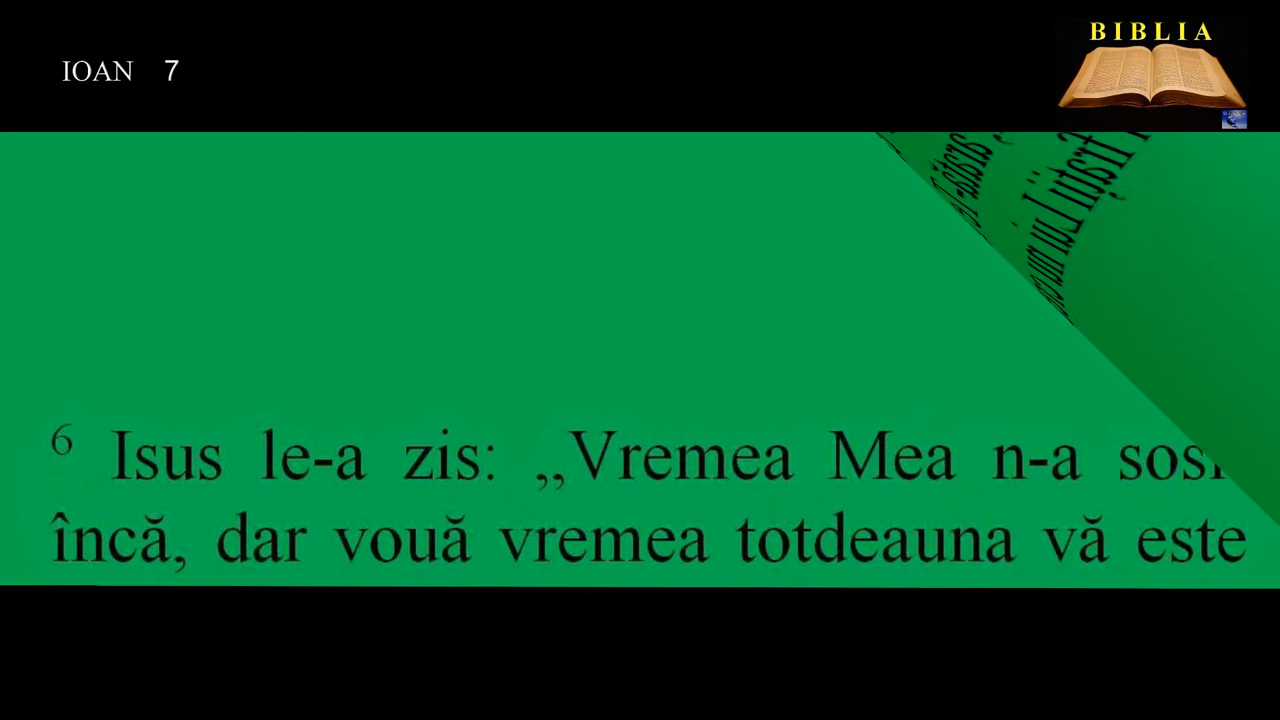 BIBLIA
IOAN 7
6 Isus le-a zis: ,,Vremea Mea n-a
încă, dar vouă vremea totdeauna vă este